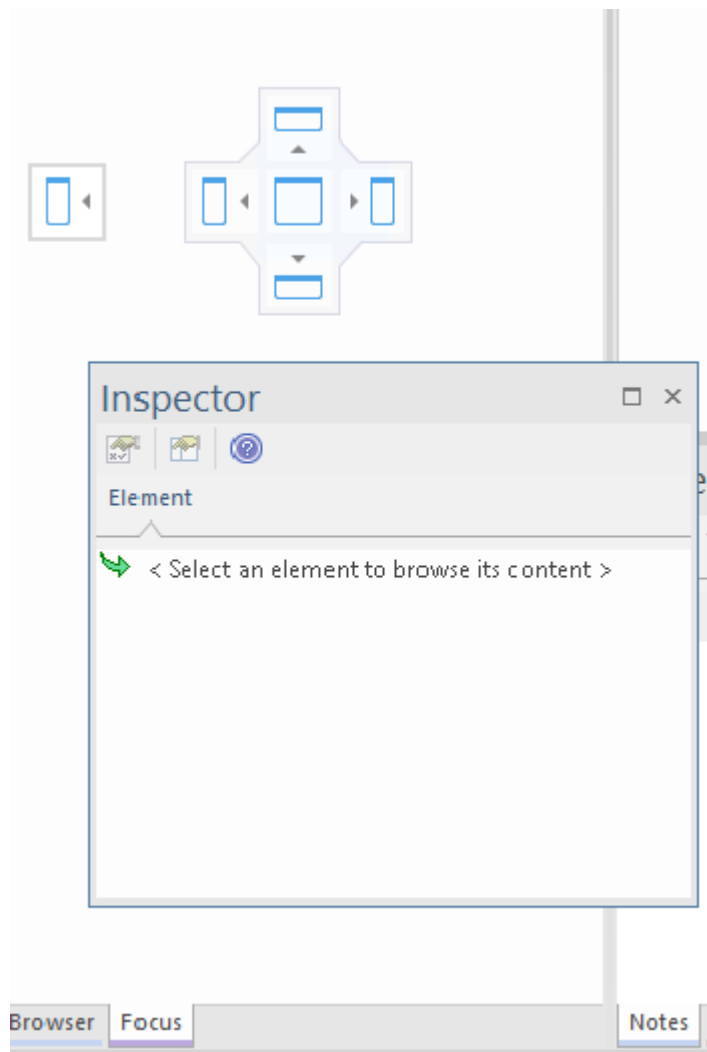 Inspector
Element
< Select an element to browse its content >
Browser Focus Notes